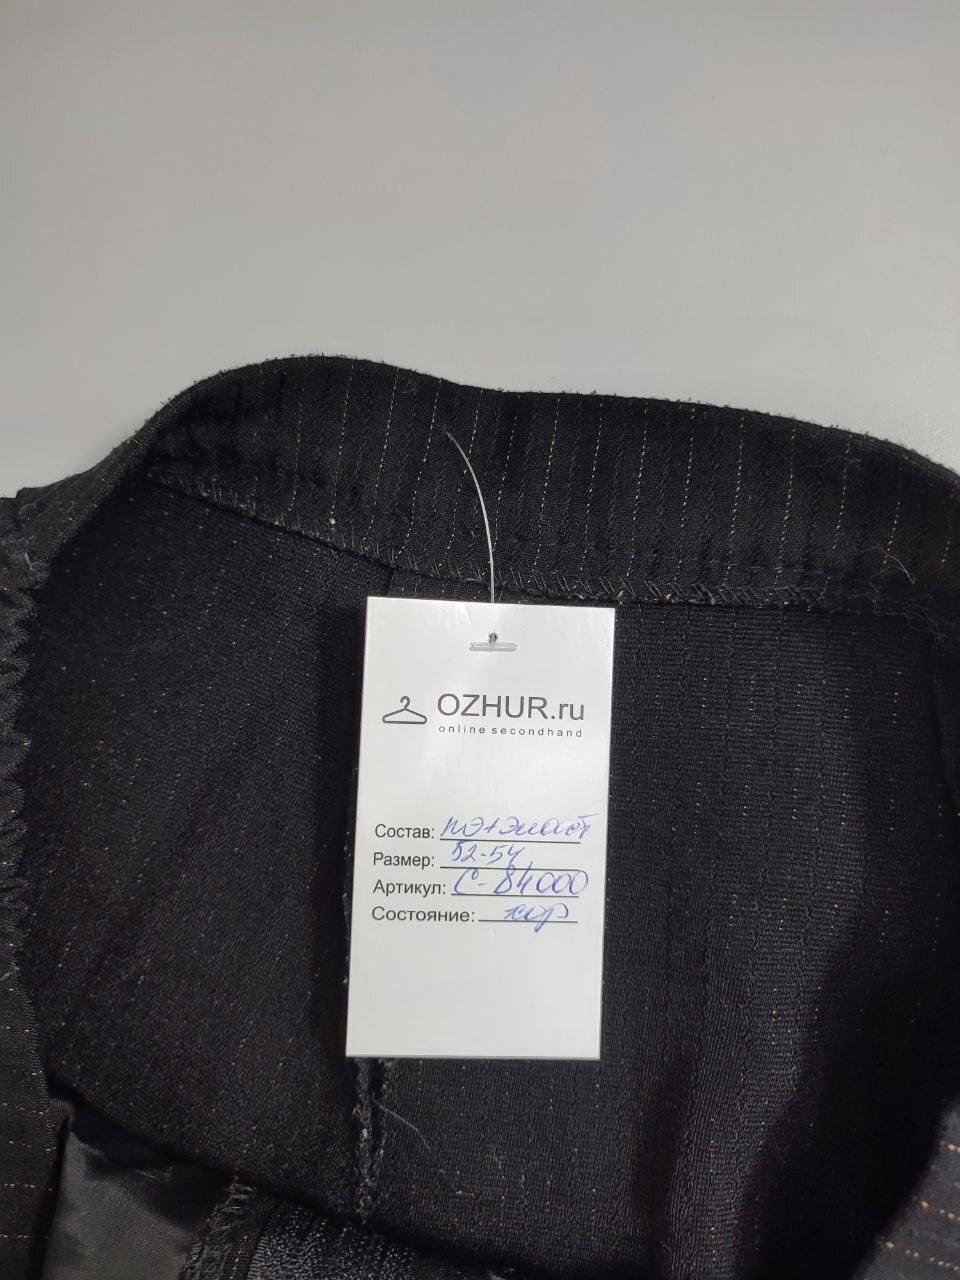 OZHUR.ru
online secondhand
Состав: пэ+эласт
Размер: 52-54
Артикул: С-84000
Состояние: хор